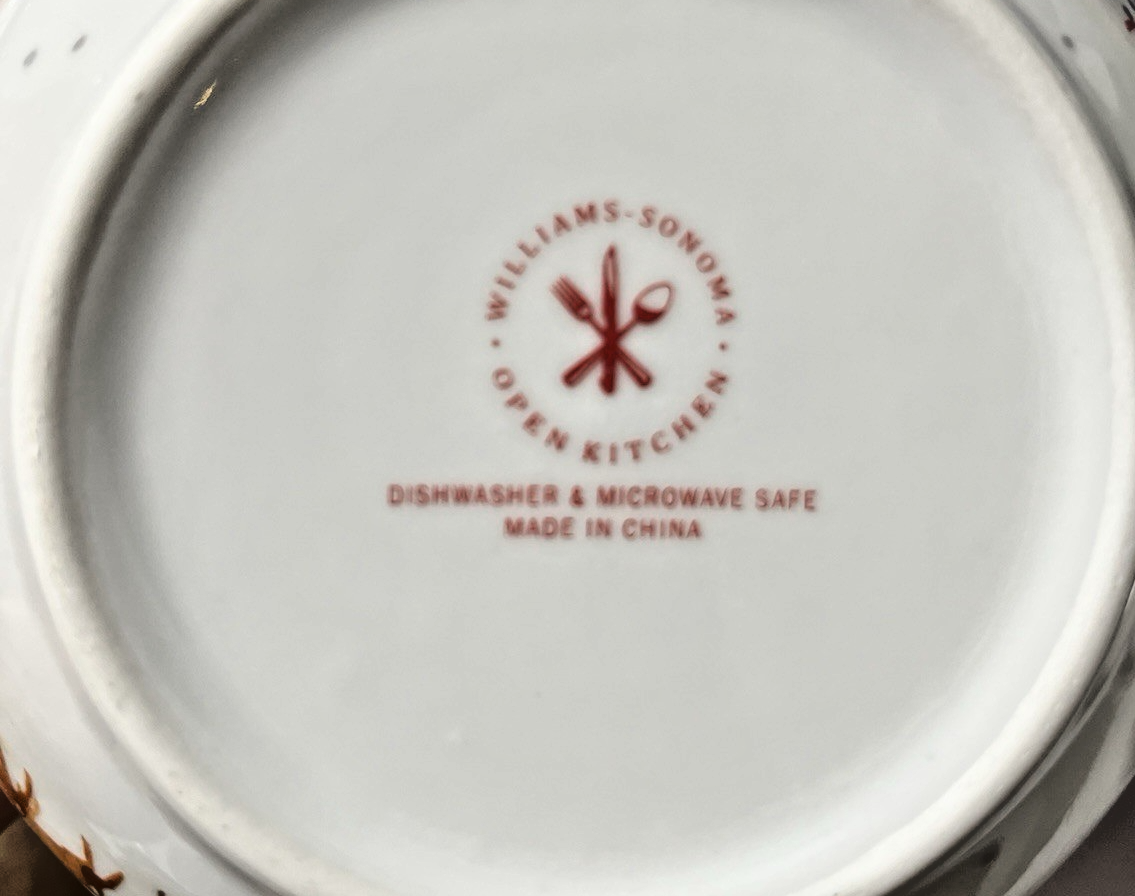 · WILLIAMS-SONOMA ·
OPEN KITCHEN
DISHWASHER & MICROWAVE SAFE
MADE IN CHINA